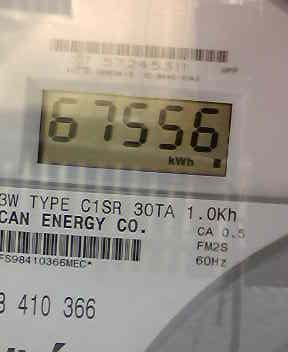 67556
kWh
3W TYPE C1SR 30TA 1.0Kh
CAN ENERGY CO.
CA 0.5
FM2S
FS98410366MEC*
60Hz
3 410 366